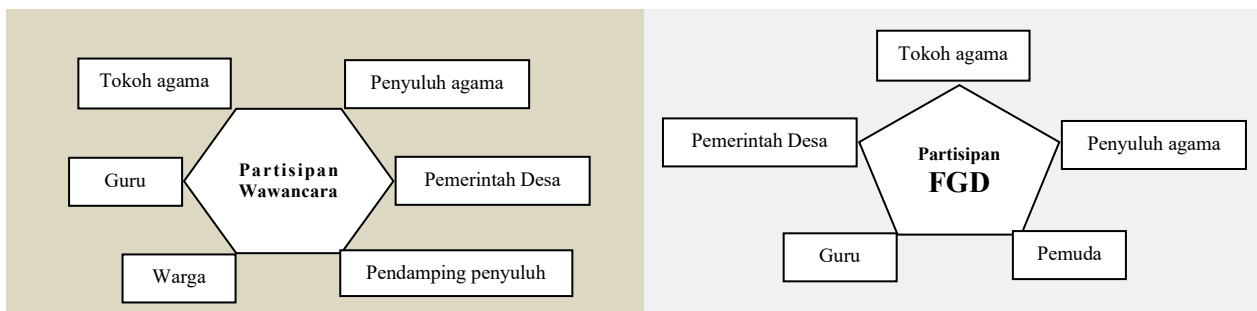 Tokoh agama
Penyuluh agama
Guru
Partisipan
Wawancara
Pemerintah Desa
Warga
Pendamping penyuluh
Tokoh agama
Pemerintah Desa
Partisipan
FGD
Penyuluh agama
Guru
Pemuda